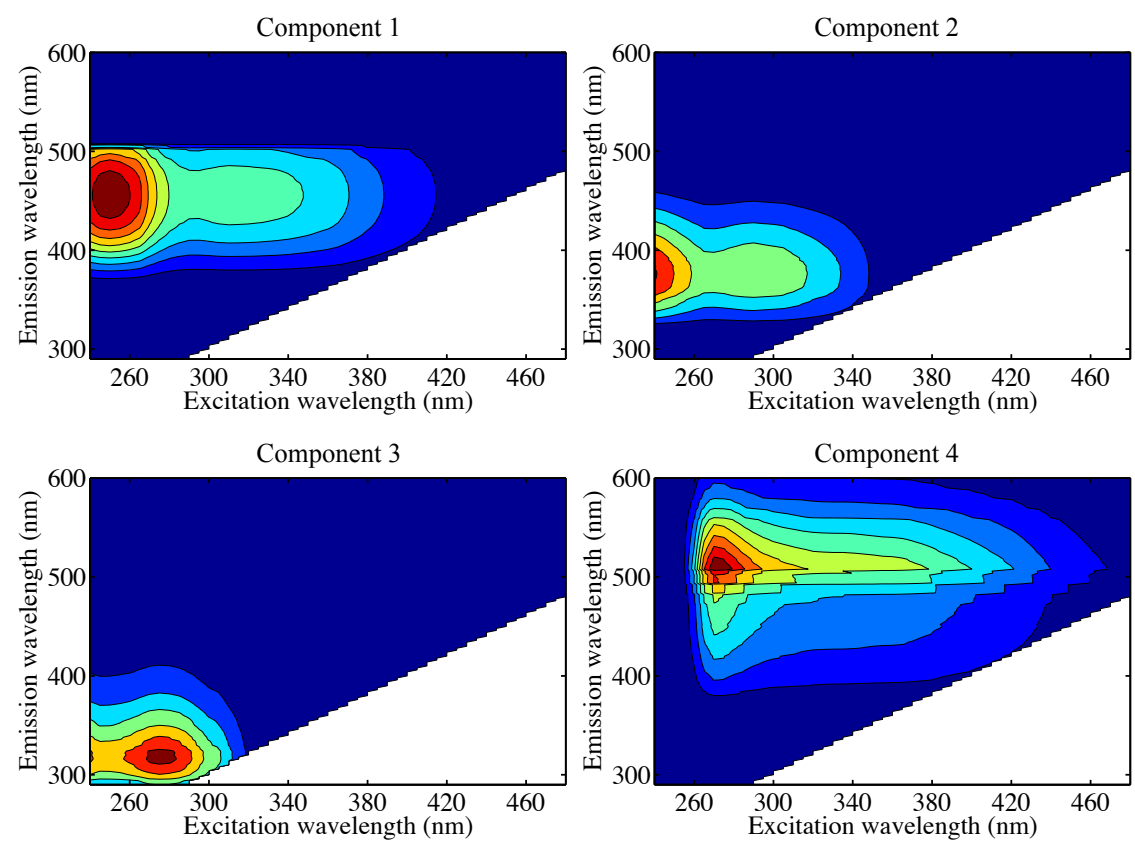 Component 1
Emission wavelength (nm)
600
500
400
300
260 300 340 380 420 460
Excitation wavelength (nm)
Component 2
Emission wavelength (nm)
600
500
400
300
260 300 340 380 420 460
Excitation wavelength (nm)
Component 3
Emission wavelength (nm)
600
500
400
300
260 300 340 380 420 460
Excitation wavelength (nm)
Component 4
Emission wavelength (nm)
600
500
400
300
260 300 340 380 420 460
Excitation wavelength (nm)